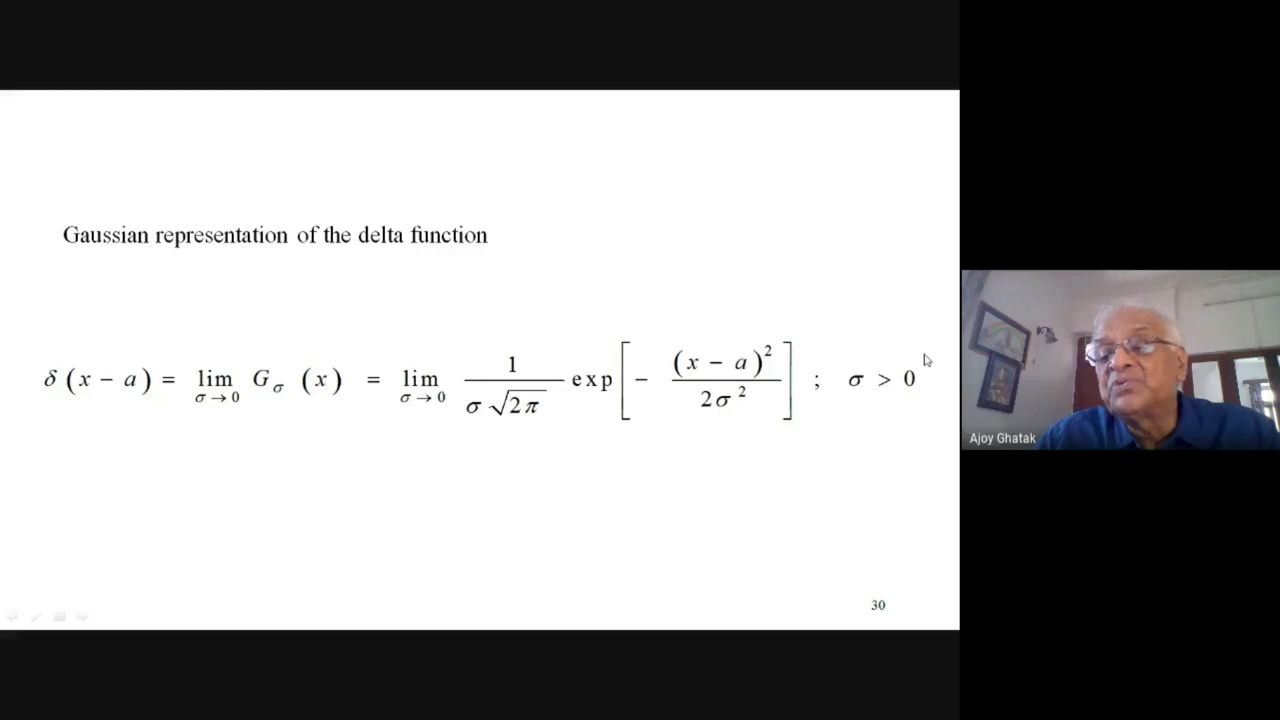 Gaussian representation of the delta function
δ (x − a) = lim σ→0 G σ (x) = lim σ→0 1 / σ √2π exp [ − (x − a)² / 2σ² ] ; σ > 0
Ajoy Ghatak
30